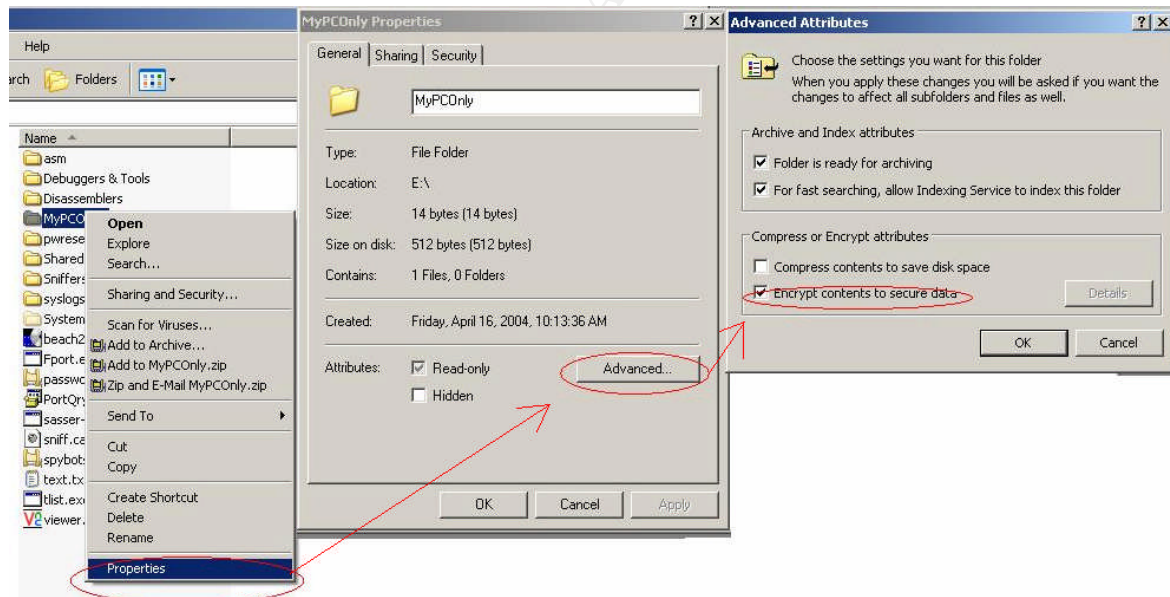 Help
arch Folders
Name
asm
Debuggers & Tools
Disassemblers
MyPCO
pwrese
Shared
Sniffers
syslogs
System
beach2
Fport.e
passwo
PortQry
sasser-
sniff.ca
spybot
text.tx
tlist.exe
viewer.
Open
Explore
Search...
Sharing and Security...
Scan for Viruses...
Add to Archive...
Add to MyPCOnly.zip
Zip and E-Mail MyPCOnly.zip
Send To
Cut
Copy
Create Shortcut
Delete
Rename
Properties
MyPCOnly Properties
General Sharing Security
MyPCOnly
Type: File Folder
Location: E:\
Size: 14 bytes (14 bytes)
Size on disk: 512 bytes (512 bytes)
Contains: 1 Files, 0 Folders
Created: Friday, April 16, 2004, 10:13:36 AM
Attributes: Read-only Advanced...
Hidden
OK Cancel Apply
Advanced Attributes
Choose the settings you want for this folder
When you apply these changes you will be asked if you want the
changes to affect all subfolders and files as well.
Archive and Index attributes
Folder is ready for archiving
For fast searching, allow Indexing Service to index this folder
Compress or Encrypt attributes
Compress contents to save disk space
Encrypt contents to secure data
Details
OK Cancel